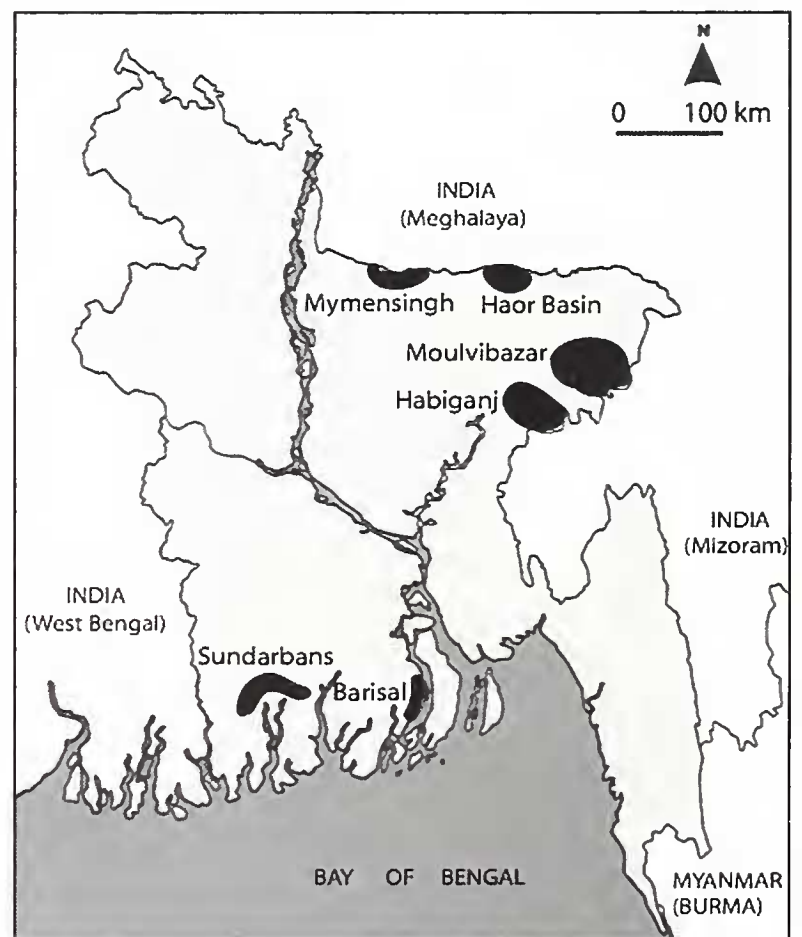 N
0 100 km
INDIA
(Meghalaya)
Mymensingh Haor Basin
Moulvibazar
Habiganj
INDIA
(Mizoram)
INDIA
(West Bengal)
Sundarbans
Barisal
BAY OF BENGAL
MYANMAR
(BURMA)